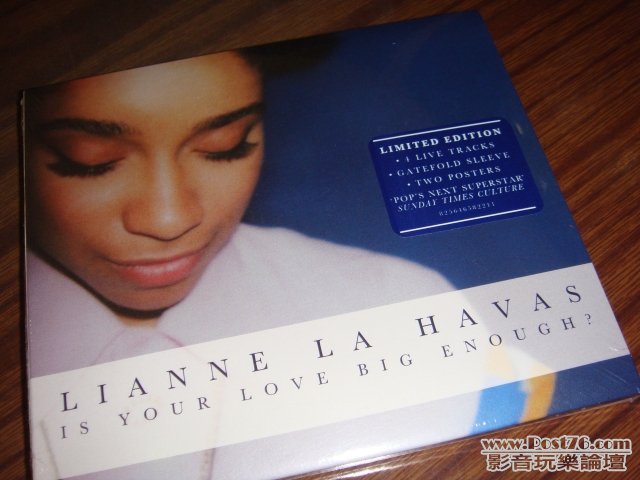 LIMITED EDITION
• 4 LIVE TRACKS
• GATEFOLD SLEEVE
• TWO POSTERS
'POP'S NEXT SUPERSTAR'
SUNDAY TIMES CULTURE
825646582211
LIANNE LA HAVAS
IS YOUR LOVE BIG ENOUGH?
www.Post76.com
影音玩樂論壇